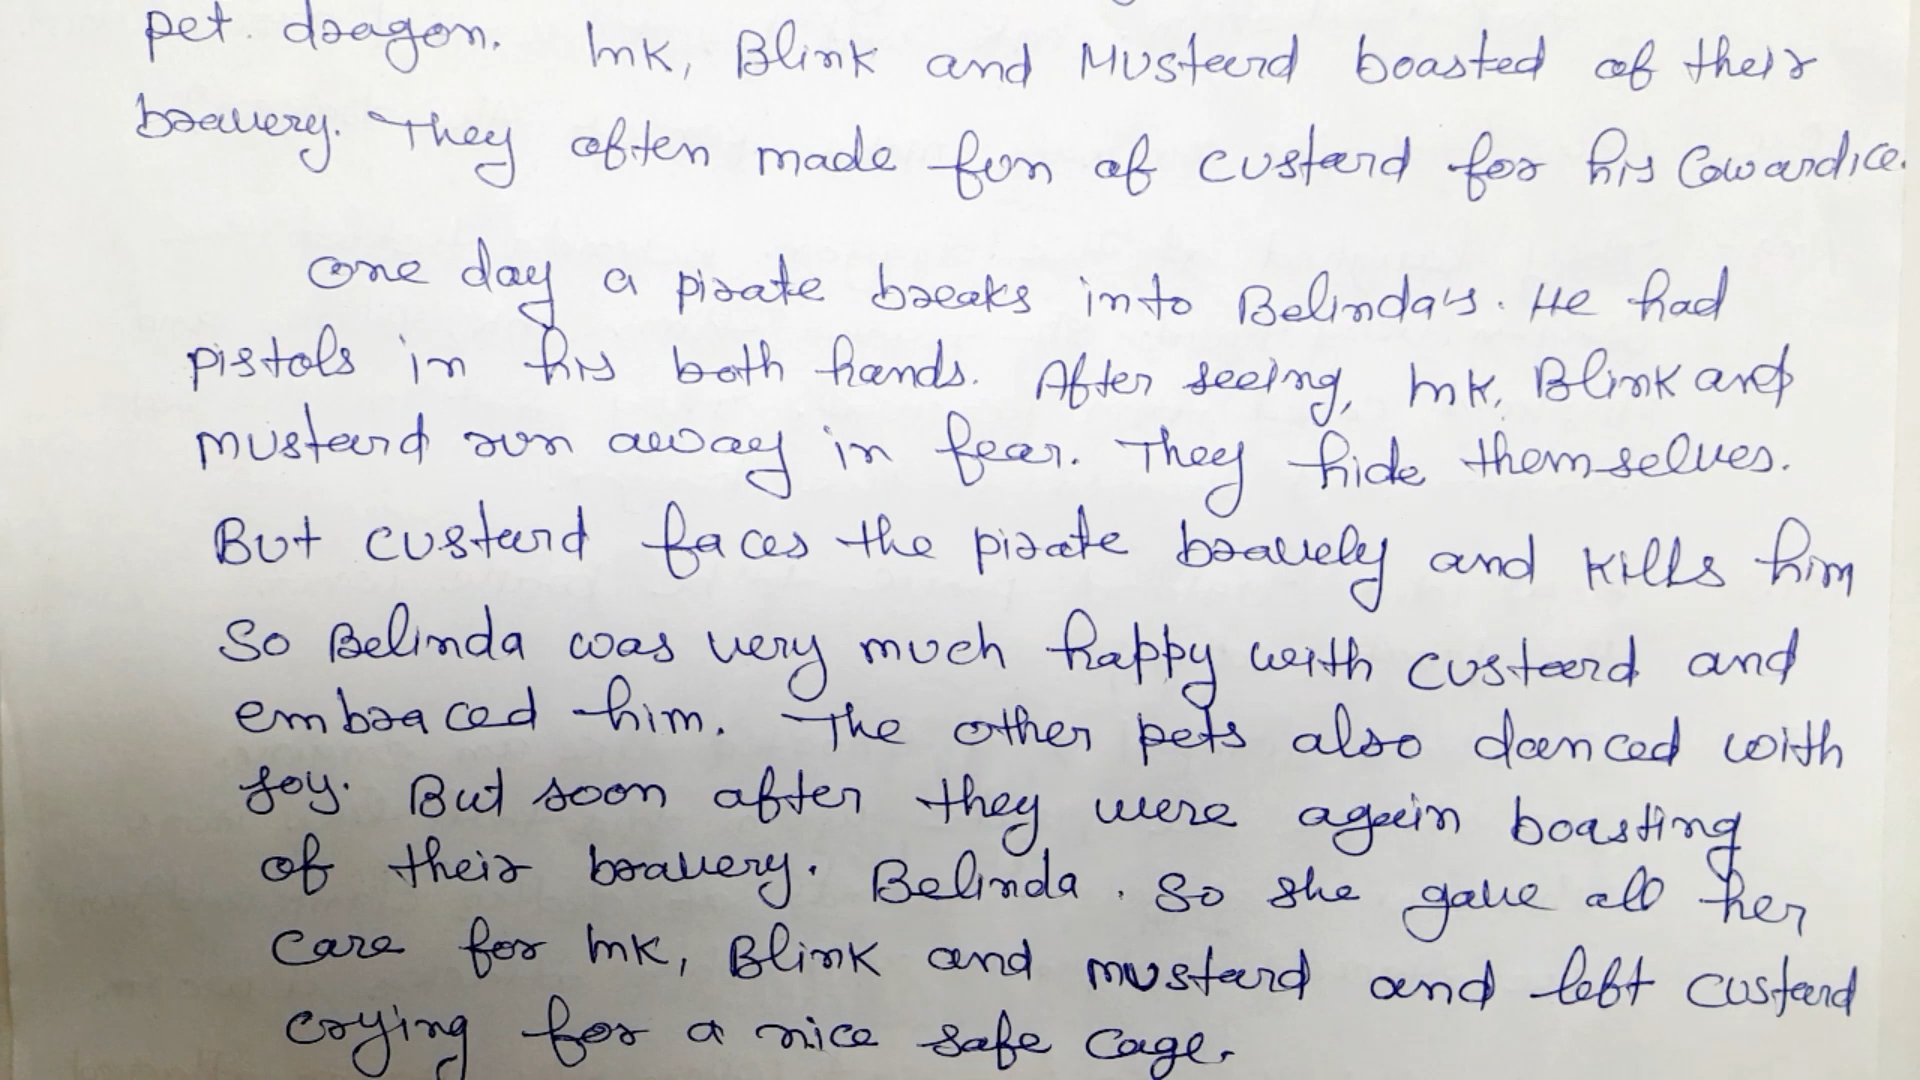 pet. dragon. Ink, Blink and Mustard boasted of their
bravery. They often made fun of custard for his Cowardice.
One day a pirate breaks into Belinda's. He had
pistols in his both hands. After seeing, Ink, Blink and
mustard run away in fear. They hide themselves.
But custard faces the pirate bravely and kills him
So Belinda was very much happy with custard and
embraced him. The other pets also danced with
joy. But soon after they were again boasting
of their bravery. Belinda. So she gave all her
care for Ink, Blink and mustard and left custard
crying for a nice safe cage.